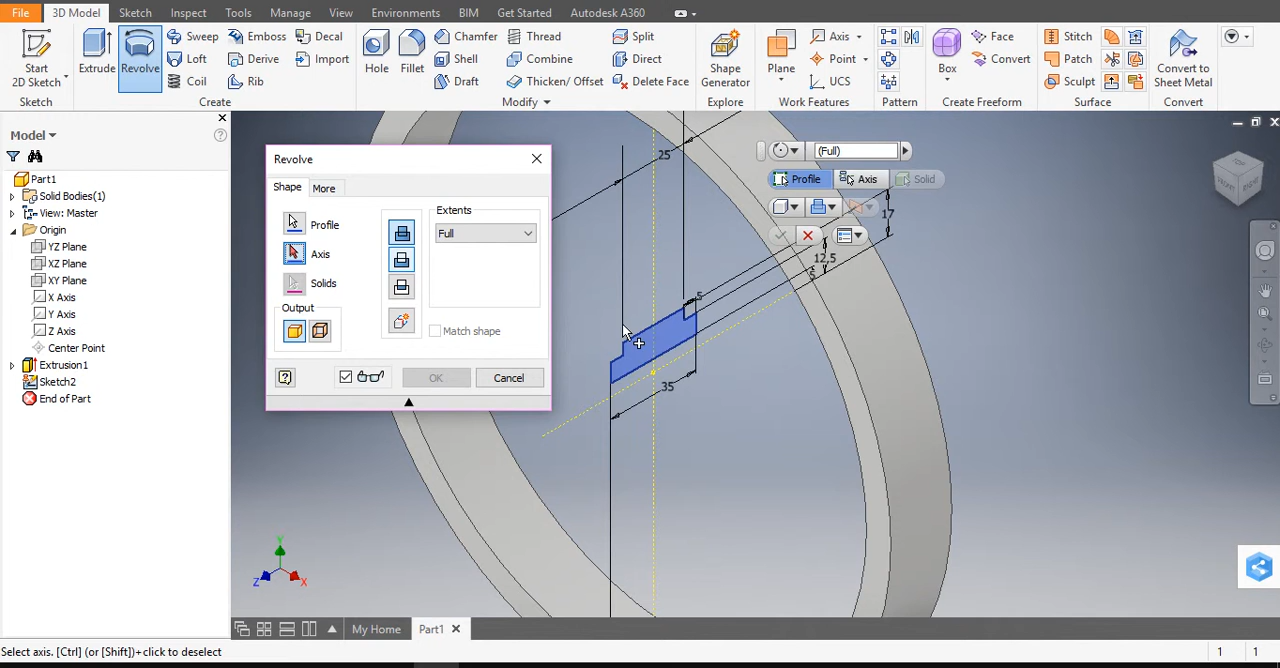 File 3D Model Sketch Inspect Tools Manage View Environments BIM Get Started Autodesk A360
Start 2D Sketch Extrude Revolve Sweep Emboss Decal
Loft Derive Import
Coil Rib
Hole Fillet Chamfer Thread Split
Shell Combine Direct
Draft Thicken/ Offset Delete Face
Shape Generator Plane Axis
Point
UCS
Box Face
Convert
Stitch
Patch
Sculpt
Convert to Sheet Metal
Sketch Create Modify Explore Work Features Pattern Create Freeform Surface Convert
Model
Part1
Solid Bodies(1)
View: Master
Origin
YZ Plane
XZ Plane
XY Plane
X Axis
Y Axis
Z Axis
Center Point
Extrusion1
Sketch2
End of Part
Revolve
Shape More
Profile
Axis
Solids
Output
Extents
Full
Match shape
OK Cancel
(Full)
Profile Axis Solid
25
17
12,5
5
5
35
TOP
FRONT RIGHT
Y
Z X
My Home Part1
Select axis. [Ctrl] (or [Shift])+click to deselect 1 1